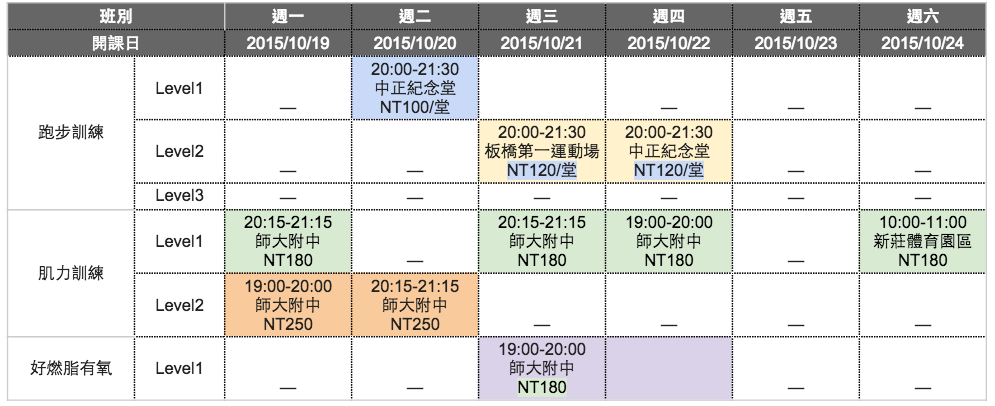 班別 週一 週二 週三 週四 週五 週六
開課日 2015/10/19 2015/10/20 2015/10/21 2015/10/22 2015/10/23 2015/10/24
跑步訓練
Level1
—
20:00-21:30
中正紀念堂
NT100/堂
—
—
—
—
Level2
—
—
20:00-21:30
板橋第一運動場
NT120/堂
20:00-21:30
中正紀念堂
NT120/堂
—
—
Level3 — — — — — —
肌力訓練
Level1
20:15-21:15
師大附中
NT180
—
20:15-21:15
師大附中
NT180
19:00-20:00
師大附中
NT180
—
10:00-11:00
新莊體育園區
NT180
Level2
19:00-20:00
師大附中
NT250
20:15-21:15
師大附中
NT250
—
—
—
—
好燃脂有氧
Level1
—
—
19:00-20:00
師大附中
NT180
—
—